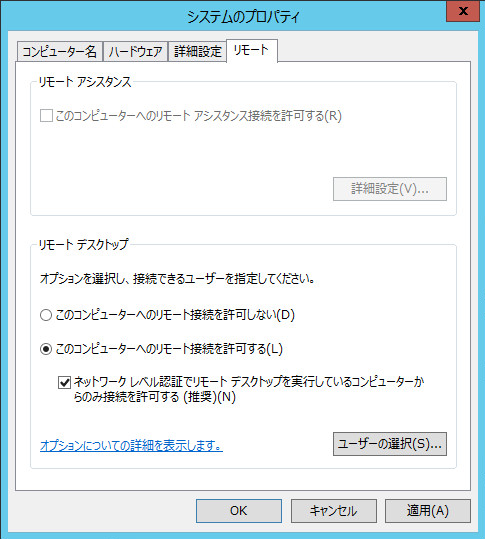 システムのプロパティ
x
コンピューター名 ハードウェア 詳細設定 リモート
リモート アシスタンス
このコンピューターへのリモート アシスタンス接続を許可する(R)
詳細設定(V)...
リモート デスクトップ
オプションを選択し、接続できるユーザーを指定してください。
このコンピューターへのリモート接続を許可しない(D)
このコンピューターへのリモート接続を許可する(L)
ネットワーク レベル認証でリモート デスクトップを実行しているコンピューターか
らのみ接続を許可する (推奨)(N)
オプションについての詳細を表示します。
ユーザーの選択(S)...
OK キャンセル 適用(A)